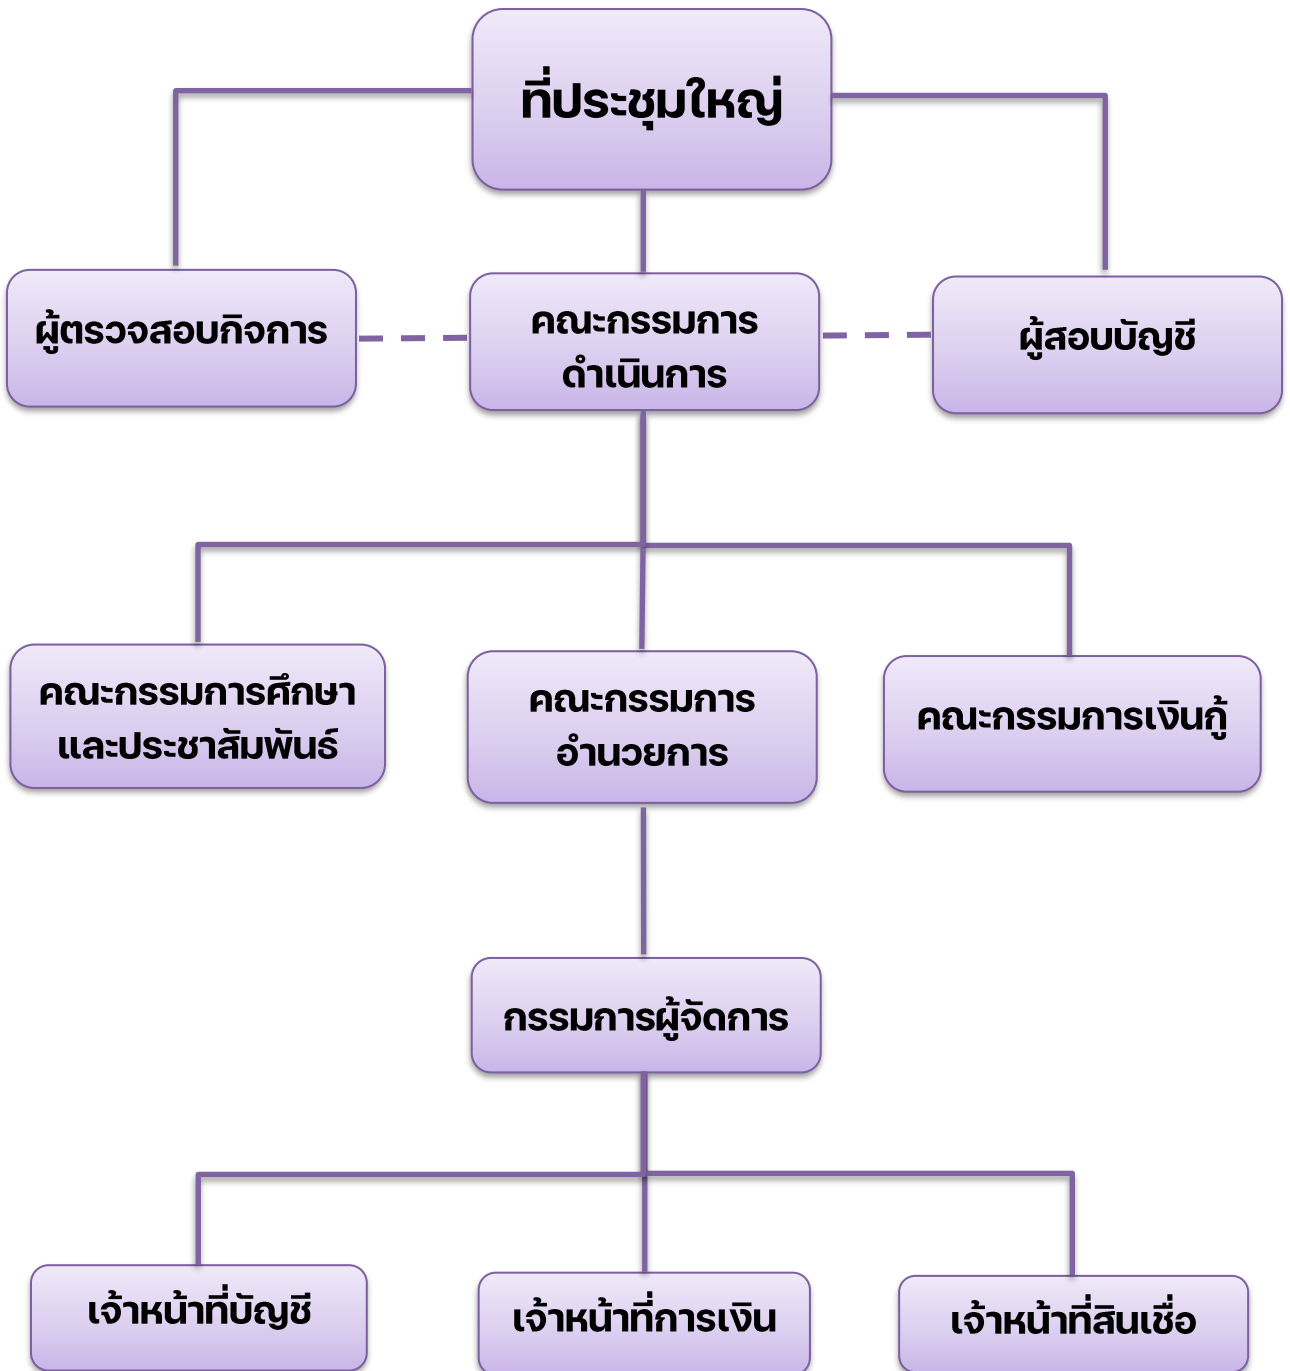 ที่ประชุมใหญ่
ผู้ตรวจสอบกิจการ
คณะกรรมการ
ดำเนินการ
ผู้สอบบัญชี
คณะกรรมการศึกษา
และประชาสัมพันธ์
คณะกรรมการ
อำนวยการ
คณะกรรมการเงินกู้
กรรมการผู้จัดการ
เจ้าหน้าที่บัญชี
เจ้าหน้าที่การเงิน
เจ้าหน้าที่สินเชื่อ